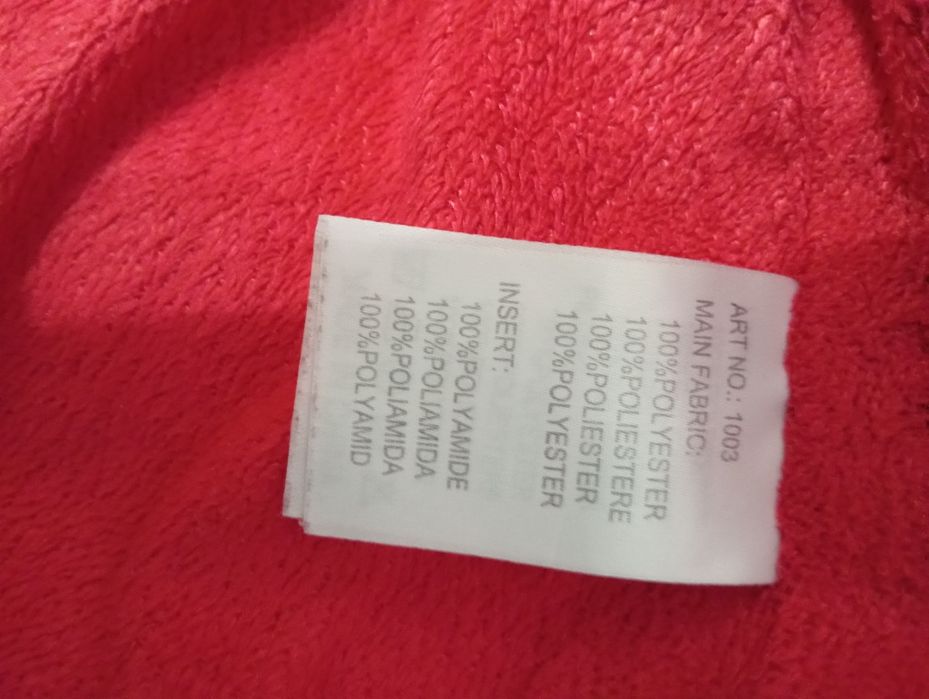 ART NO.: 1003
MAIN FABRIC:
100%POLYESTER
100%POLIESTERE
100%POLIESTER
100%POLYESTER
INSERT:
100%POLYAMIDE
100%POLIAMIDA
100%POLIAMIDA
100%POLYAMID